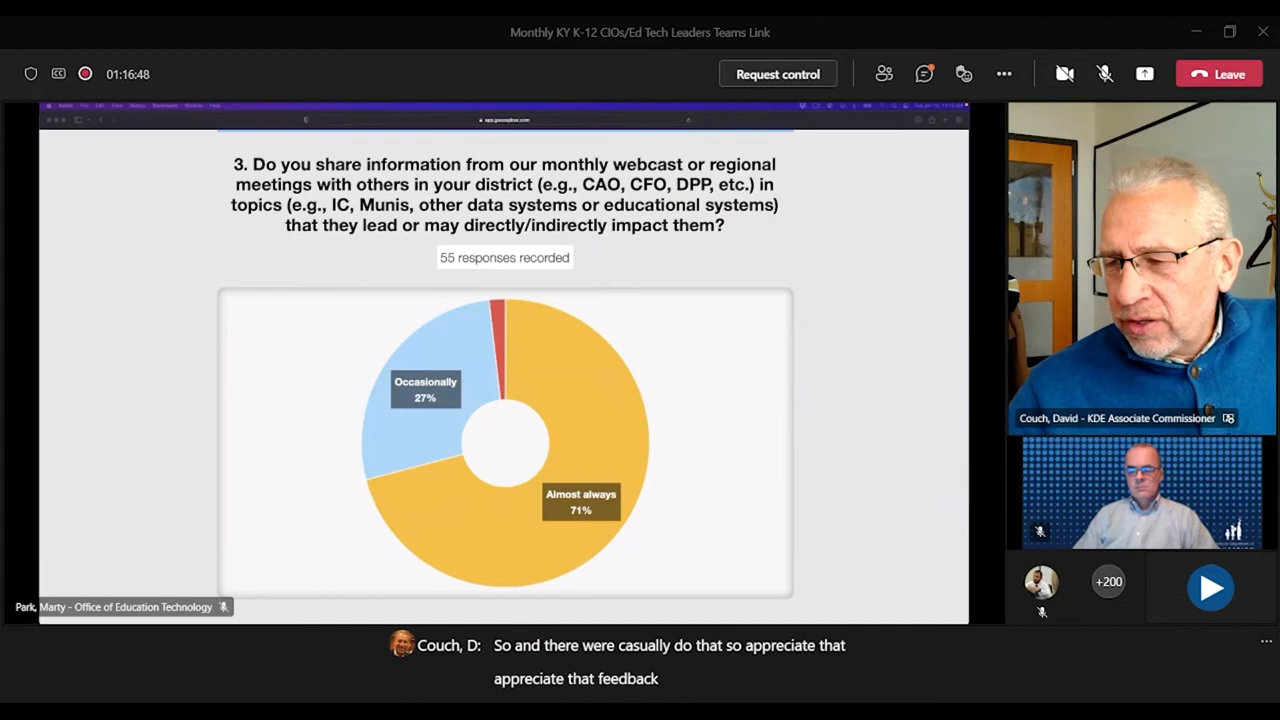 Monthly KY K-12 CIOs/Ed Tech Leaders Teams Link
CC
01:16:48
Request control
Leave
app.gosoapbox.com
3. Do you share information from our monthly webcast or regional
meetings with others in your district (e.g., CAO, CFO, DPP, etc.) in
topics (e.g., IC, Munis, other data systems or educational systems)
that they lead or may directly/indirectly impact them?
55 responses recorded
Occasionally
27%
Almost always
71%
Couch, David - KDE Associate Commissioner
+200
Park, Marty - Office of Education Technology
Couch, D: So and there were casually do that so appreciate that
appreciate that feedback